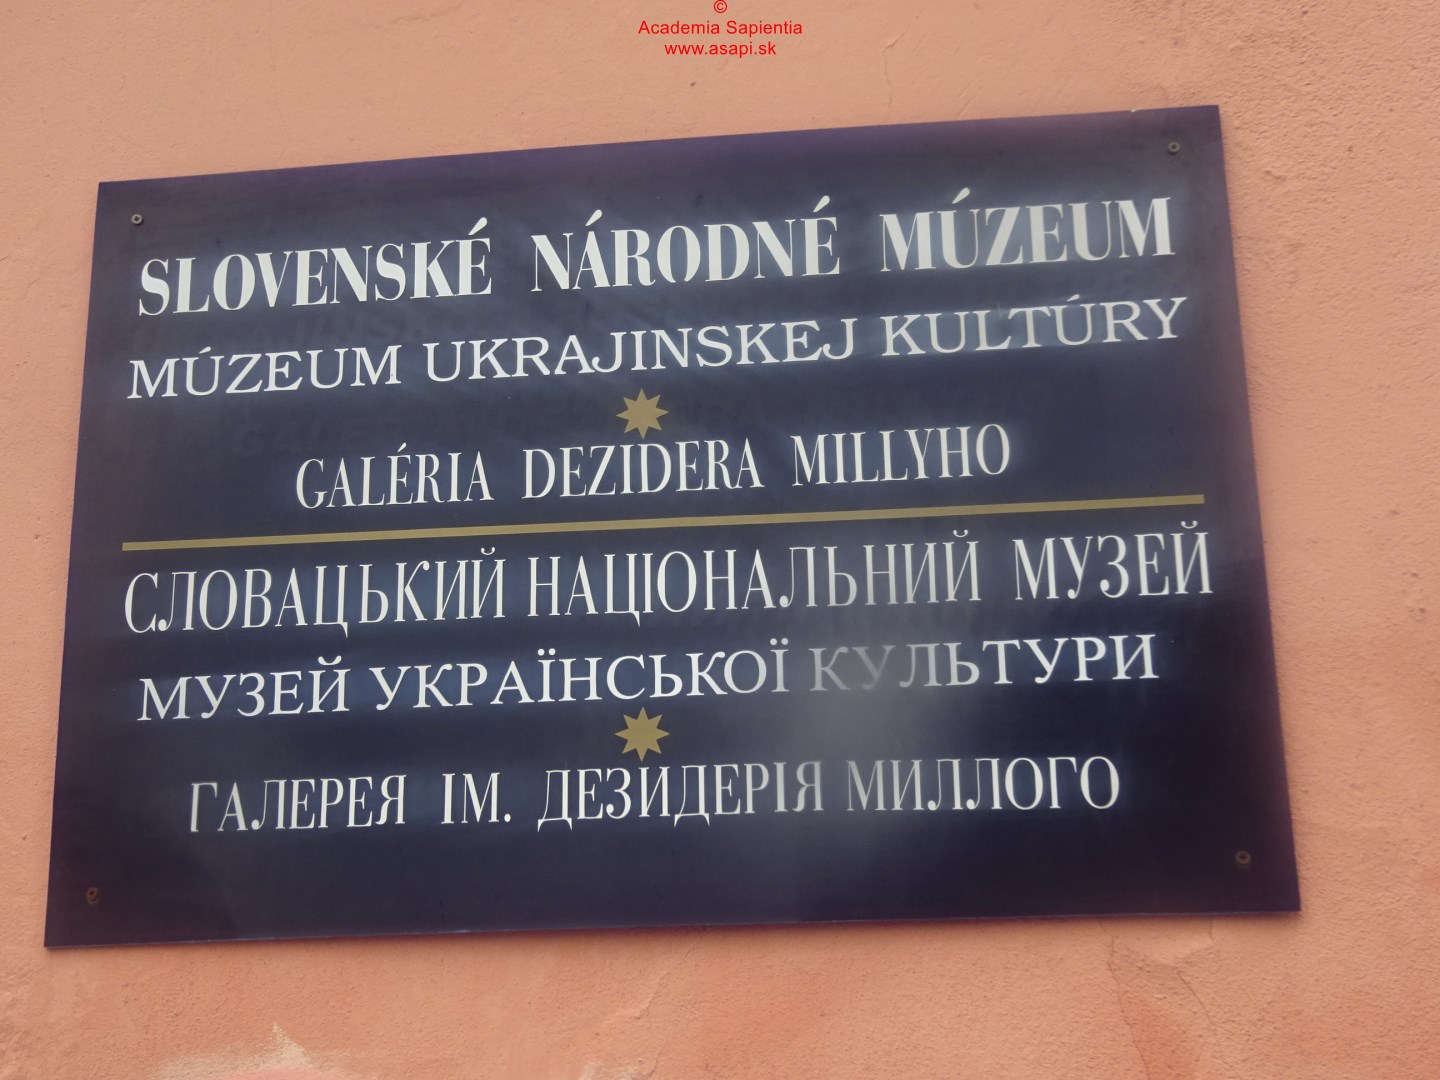 ©
Academia Sapientia
www.asapi.sk
SLOVENSKÉ NÁRODNÉ MÚZEUM
MÚZEUM UKRAJINSKEJ KULTÚRY
GALÉRIA DEZIDERA MILLYHO
СЛОВАЦЬКИЙ НАЦІОНАЛЬНИЙ МУЗЕЙ
МУЗЕЙ УКРАЇНСЬКОЇ КУЛЬТУРИ
ГАЛЕРЕЯ ІМ. ДЕЗИДЕРІЯ МИЛЛОГО